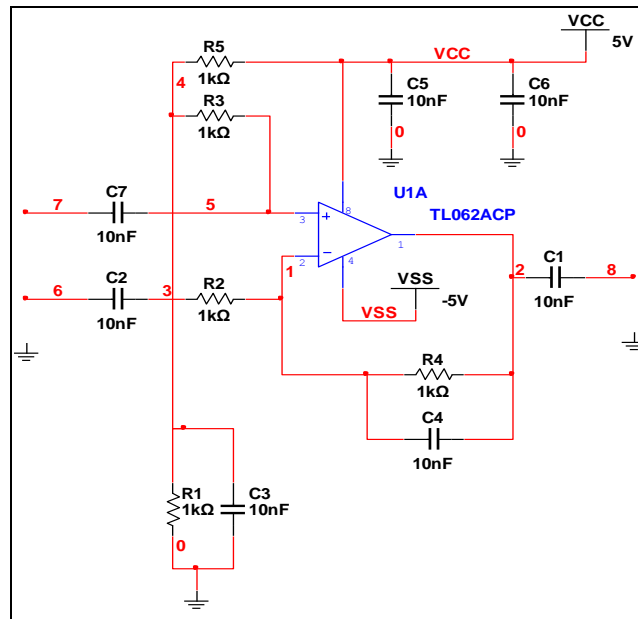 VCC
5V
R5
VCC
1kΩ
4
C5
10nF
C6
10nF
R3
1kΩ
0
0
U1A
TL062ACP
C7
7
5
10nF
3
8
1
2
4
1
C2
6
3
R2
10nF
1kΩ
VSS
-5V
VSS
2
C1
8
10nF
R4
1kΩ
C4
10nF
R1
1kΩ
C3
10nF
0